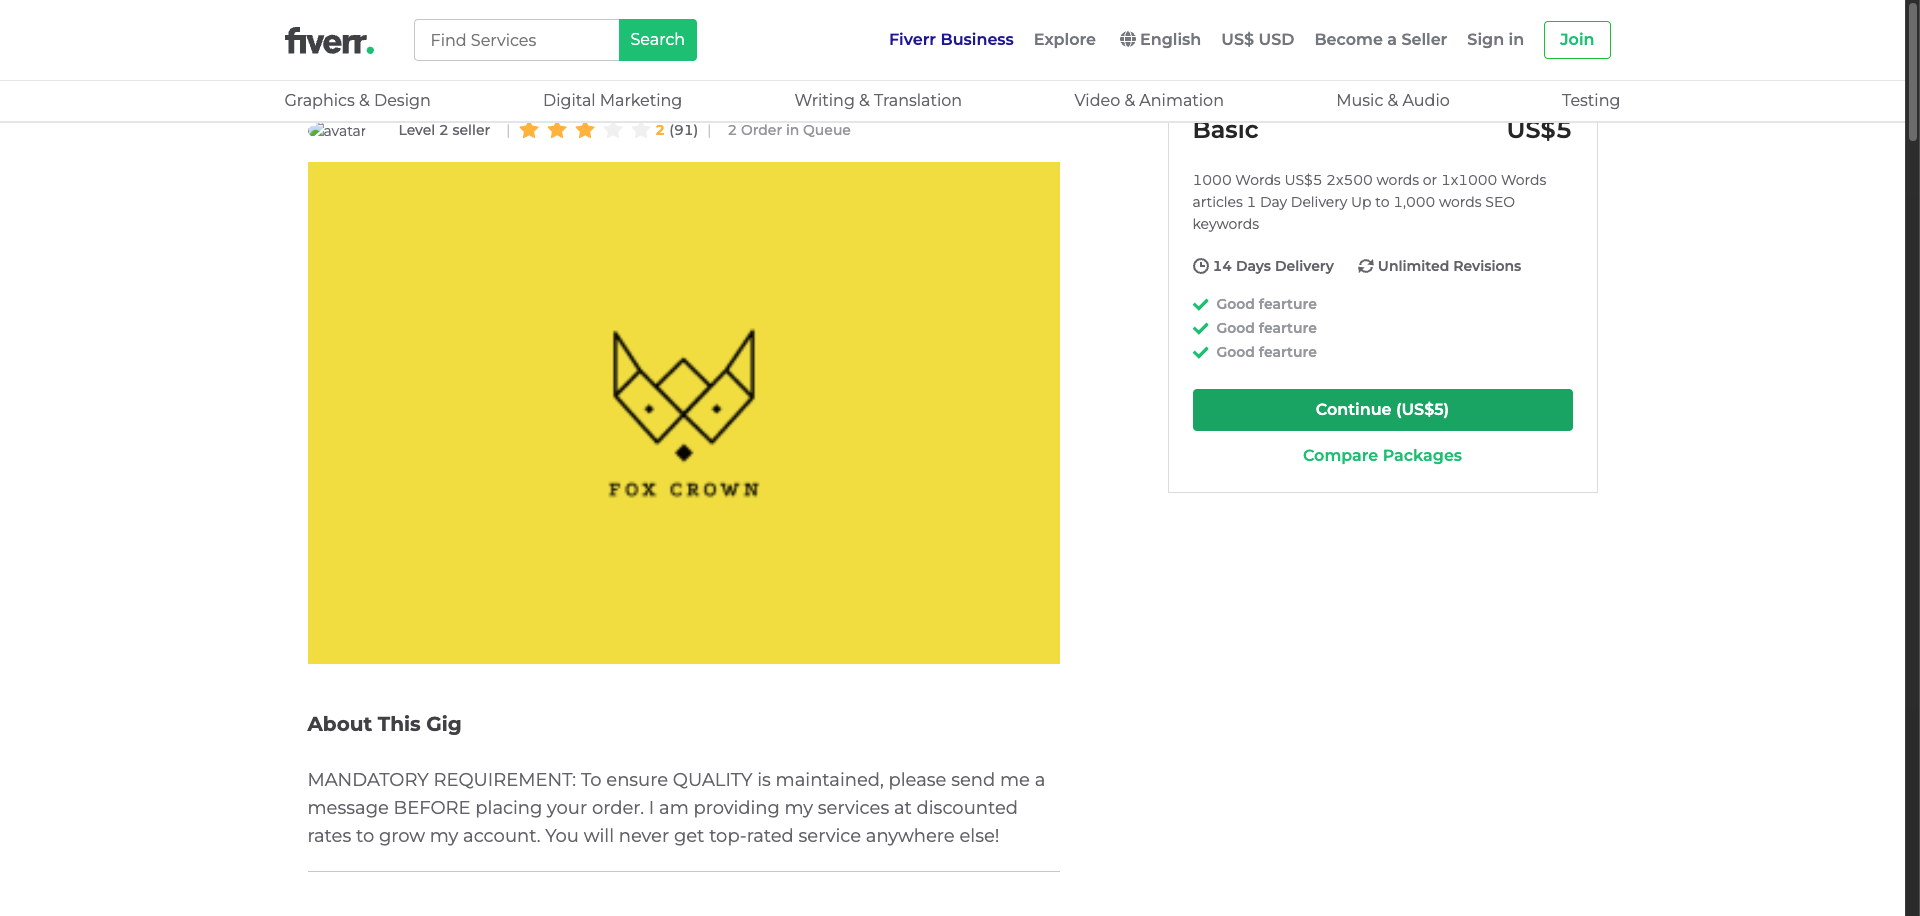 fiverr.
Find Services
Search
Fiverr Business
Explore
English
US$ USD
Become a Seller
Sign in
Join
Graphics & Design
Digital Marketing
Writing & Translation
Video & Animation
Music & Audio
Testing
avatar
Level 2 seller
|
2 (91) |
2 Order in Queue
FOX CROWN
About This Gig
MANDATORY REQUIREMENT: To ensure QUALITY is maintained, please send me a
message BEFORE placing your order. I am providing my services at discounted
rates to grow my account. You will never get top-rated service anywhere else!
Basic
US$5
1000 Words US$5 2x500 words or 1x1000 Words
articles 1 Day Delivery Up to 1,000 words SEO
keywords
14 Days Delivery
Unlimited Revisions
Good fearture
Good fearture
Good fearture
Continue (US$5)
Compare Packages